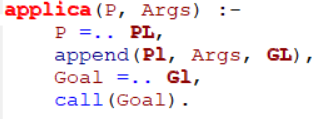 applica(P, Args) :-
P =.. PL,
append(Pl, Args, GL),
Goal =.. Gl,
call(Goal).